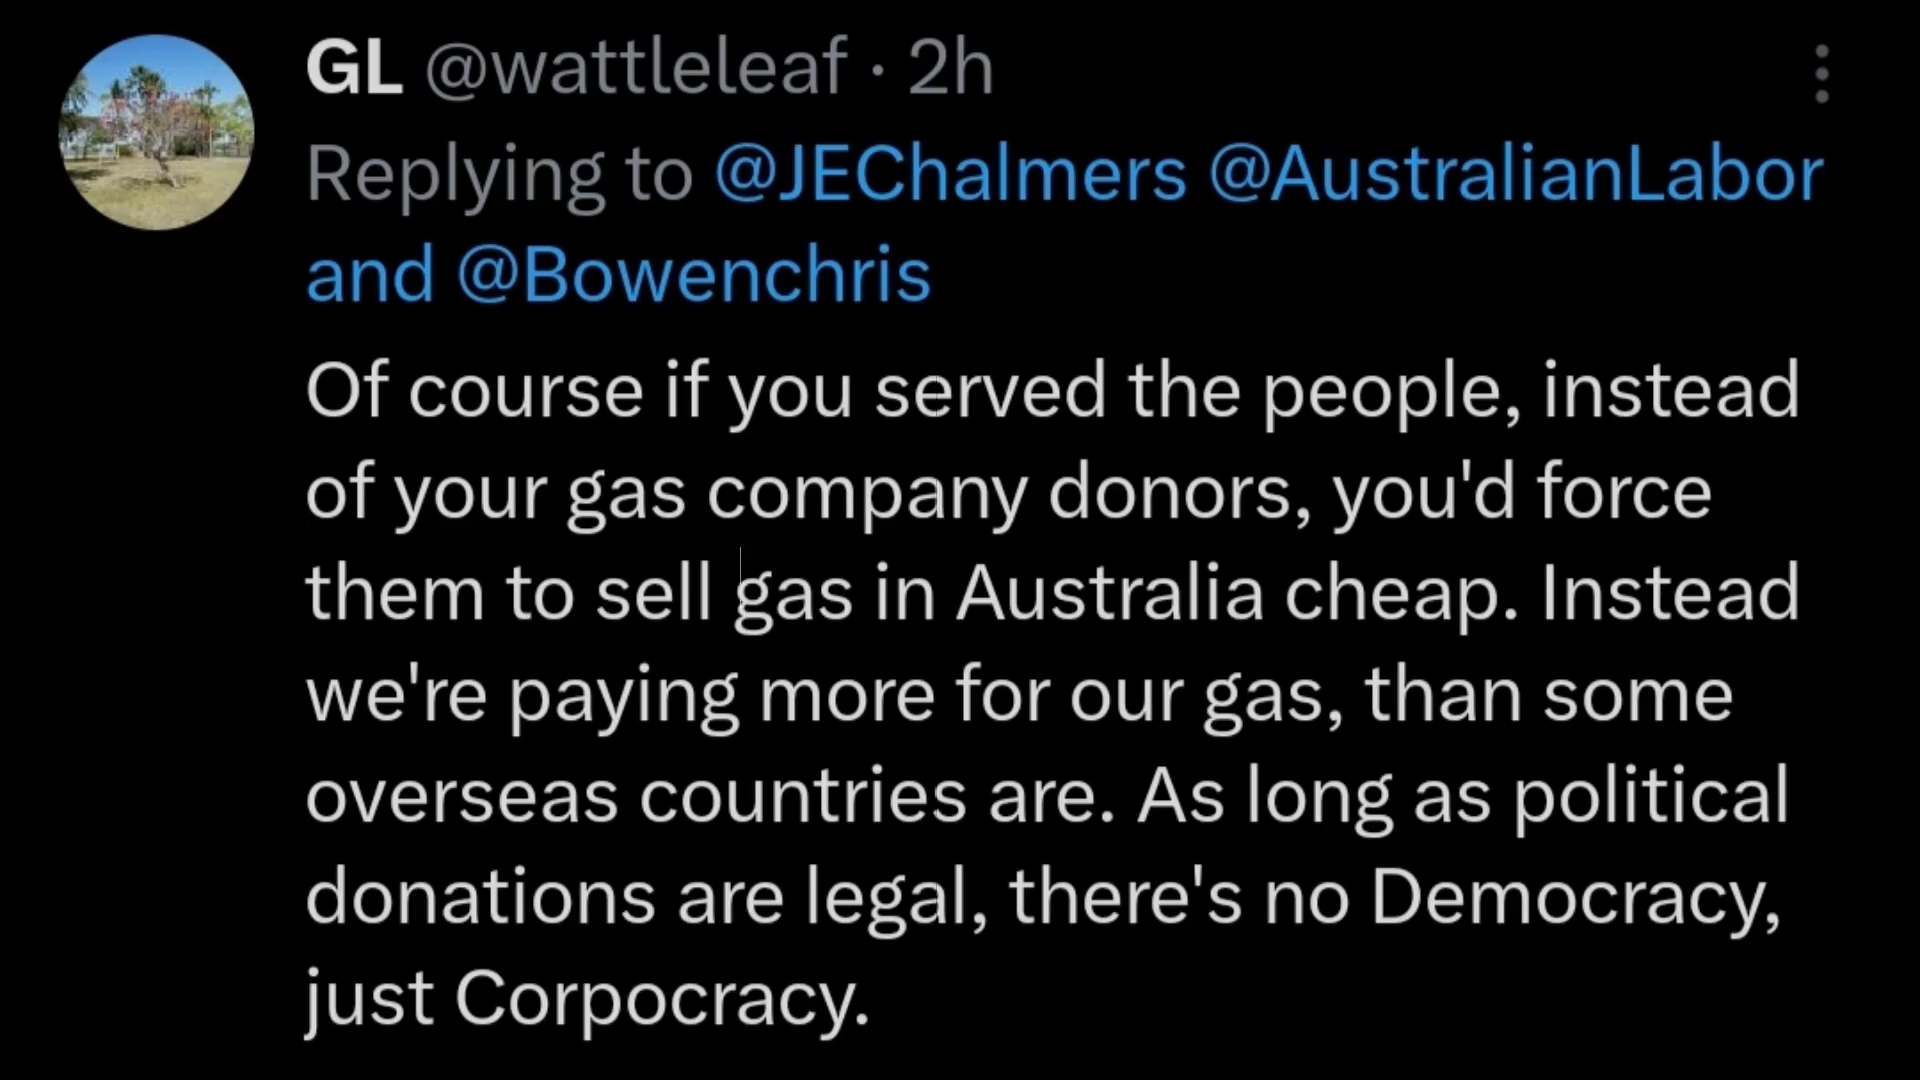 GL @wattleleaf · 2h
Replying to @JEChalmers @AustralianLabor
and @Bowenchris
Of course if you served the people, instead
of your gas company donors, you'd force
them to sell gas in Australia cheap. Instead
we're paying more for our gas, than some
overseas countries are. As long as political
donations are legal, there's no Democracy,
just Corpocracy.